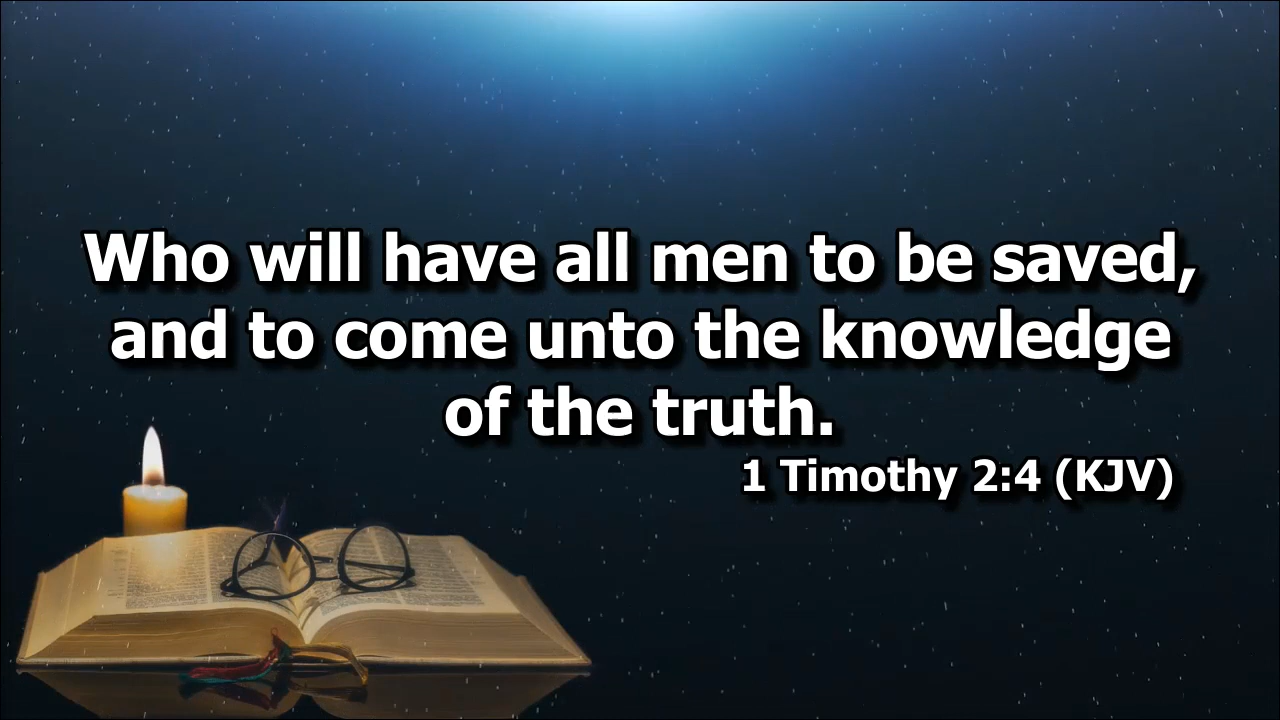 Who will have all men to be saved,
and to come unto the knowledge
of the truth.
1 Timothy 2:4 (KJV)